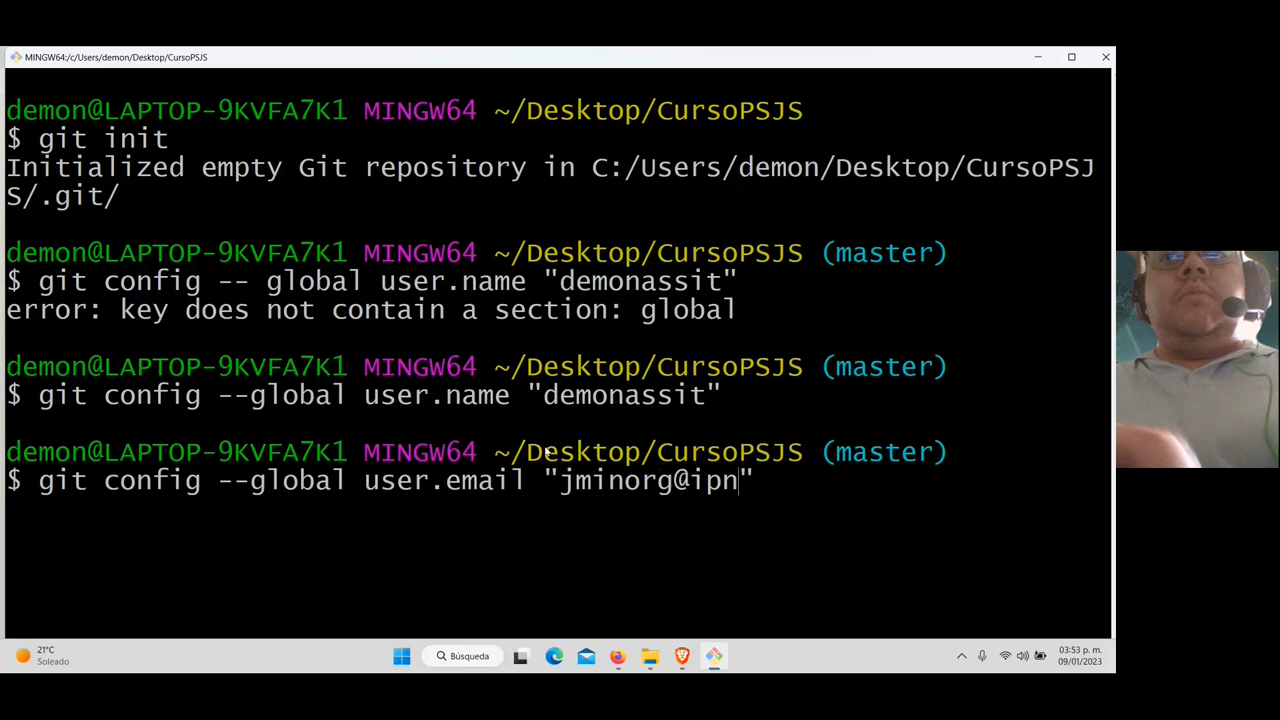 MINGW64:/c/Users/demon/Desktop/CursoPSJS
demon@LAPTOP-9KVFA7K1 MINGW64 ~/Desktop/CursoPSJS
$ git init
Initialized empty Git repository in C:/Users/demon/Desktop/CursoPSJ
S/.git/
demon@LAPTOP-9KVFA7K1 MINGW64 ~/Desktop/CursoPSJS (master)
$ git config -- global user.name "demonassit"
error: key does not contain a section: global
demon@LAPTOP-9KVFA7K1 MINGW64 ~/Desktop/CursoPSJS (master)
$ git config --global user.name "demonassit"
demon@LAPTOP-9KVFA7K1 MINGW64 ~/Desktop/CursoPSJS (master)
$ git config --global user.email "jminorg@ipn"
21°C
Soleado
Búsqueda
03:53 p. m.
09/01/2023